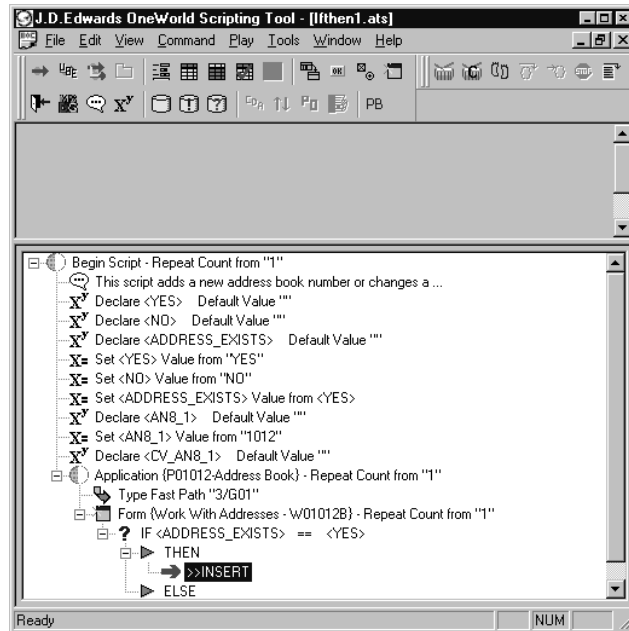 J.D.Edwards OneWorld Scripting Tool - [Ifthen1.ats]
File Edit View Command Play Tools Window Help
UBE OK
PB
Begin Script - Repeat Count from "1"
This script adds a new address book number or changes a ...
Declare <YES> Default Value ""
Declare <NO> Default Value ""
Declare <ADDRESS_EXISTS> Default Value ""
Set <YES> Value from "YES"
Set <NO> Value from "NO"
Set <ADDRESS_EXISTS> Value from <YES>
Declare <AN8_1> Default Value ""
Set <AN8_1> Value from "1012"
Declare <CV_AN8_1> Default Value ""
Application {P01012-Address Book} - Repeat Count from "1"
Type Fast Path "3/G01"
Form {Work With Addresses - W01012B} - Repeat Count from "1"
? IF <ADDRESS_EXISTS> == <YES>
THEN
>>INSERT
ELSE
Ready NUM